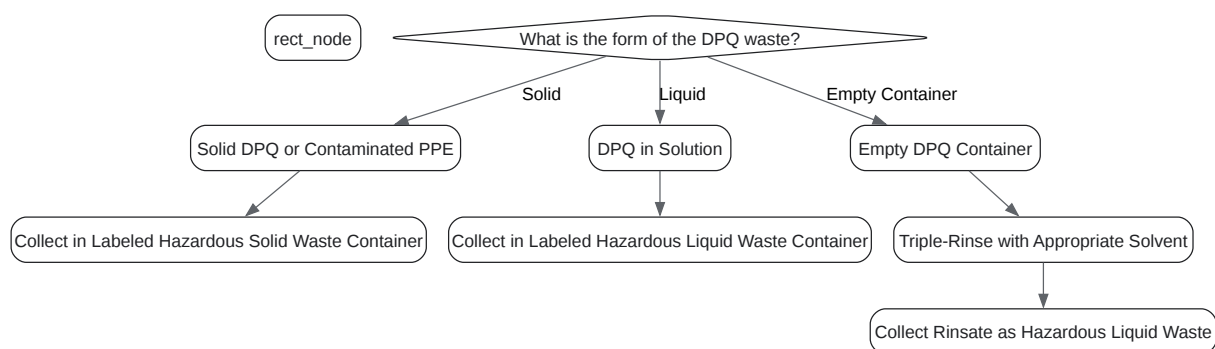 rect_node
What is the form of the DPQ waste?
Solid
Liquid
Empty Container
Solid DPQ or Contaminated PPE
DPQ in Solution
Empty DPQ Container
Collect in Labeled Hazardous Solid Waste Container
Collect in Labeled Hazardous Liquid Waste Container
Triple-Rinse with Appropriate Solvent
Collect Rinsate as Hazardous Liquid Waste